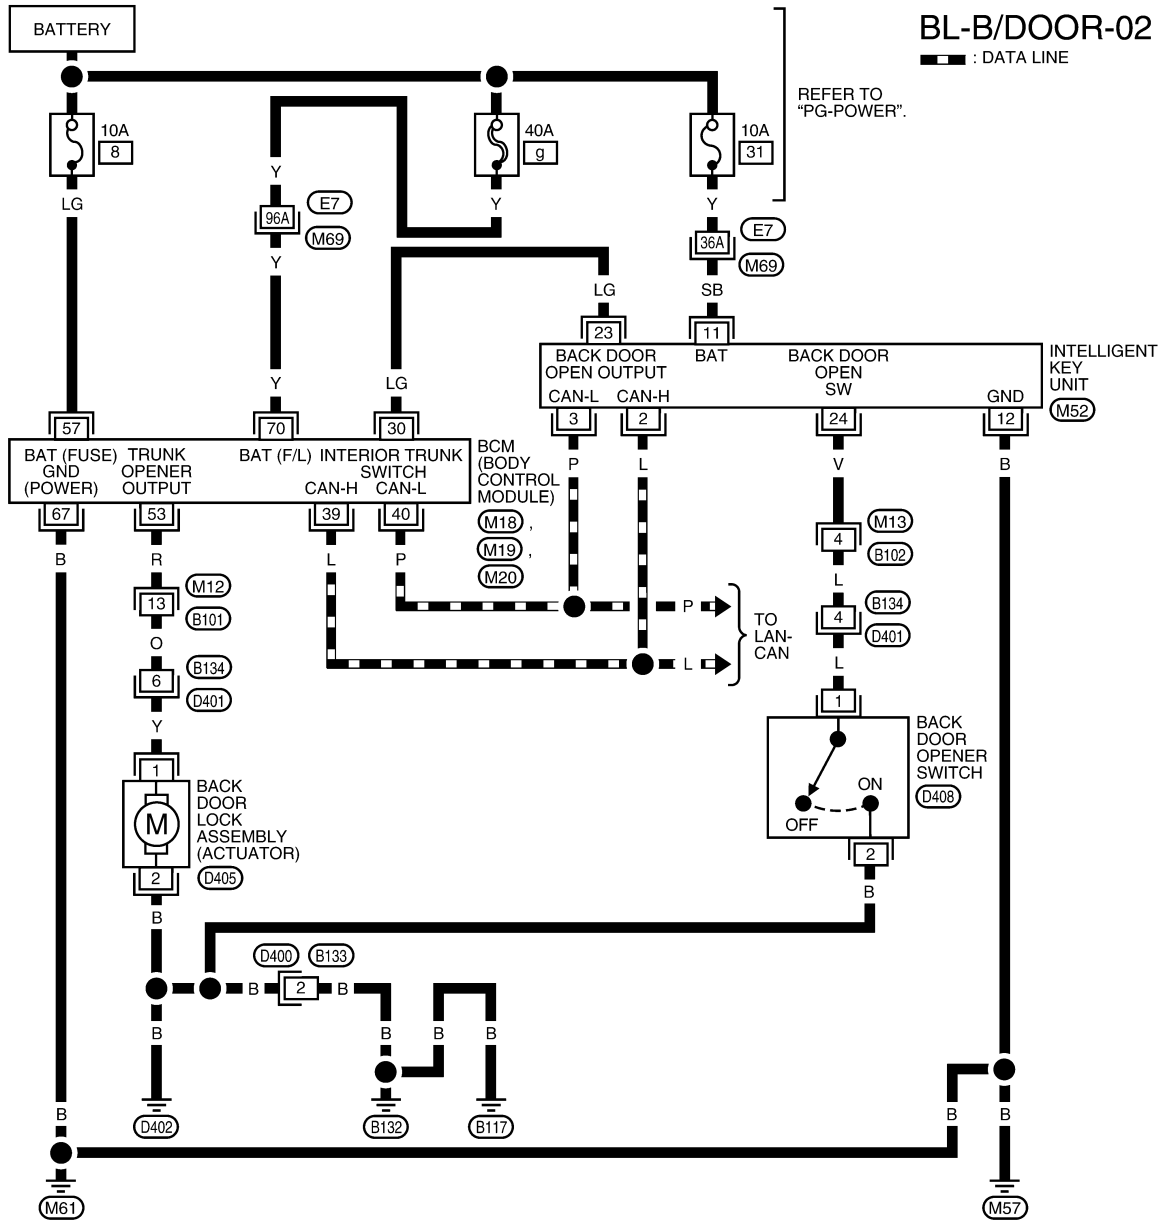 BL-B/DOOR-02
: DATA LINE
BATTERY
REFER TO
“PG-POWER”.
10A
8
40A
g
10A
31
LG
Y
Y
Y
96A
E7
M69
36A
E7
M69
Y
SB
LG
Y
LG
23
11
BACK DOOR
OPEN OUTPUT
BAT
BACK DOOR
OPEN
SW
CAN-L
CAN-H
GND
INTELLIGENT
KEY
UNIT
M52
3
2
24
12
57
70
30
BAT (FUSE)
GND
(POWER)
TRUNK
OPENER
OUTPUT
BAT (F/L)
INTERIOR TRUNK
SWITCH
CAN-H
CAN-L
BCM
(BODY
CONTROL
MODULE)
M18 ,
M19 ,
M20
67
53
39
40
P
L
V
B
B
R
L
P
4
M13
B102
L
4
B134
D401
L
13
M12
B101
O
6
B134
D401
Y
P
L
TO
LAN-
CAN
1
BACK
DOOR
OPENER
SWITCH
D408
ON
OFF
2
B
1
M
2
BACK
DOOR
LOCK
ASSEMBLY
(ACTUATOR)
D405
B
D400
B133
B
2
B
B
B
B
B
D402
B132
B117
B
B
B
M61
M57